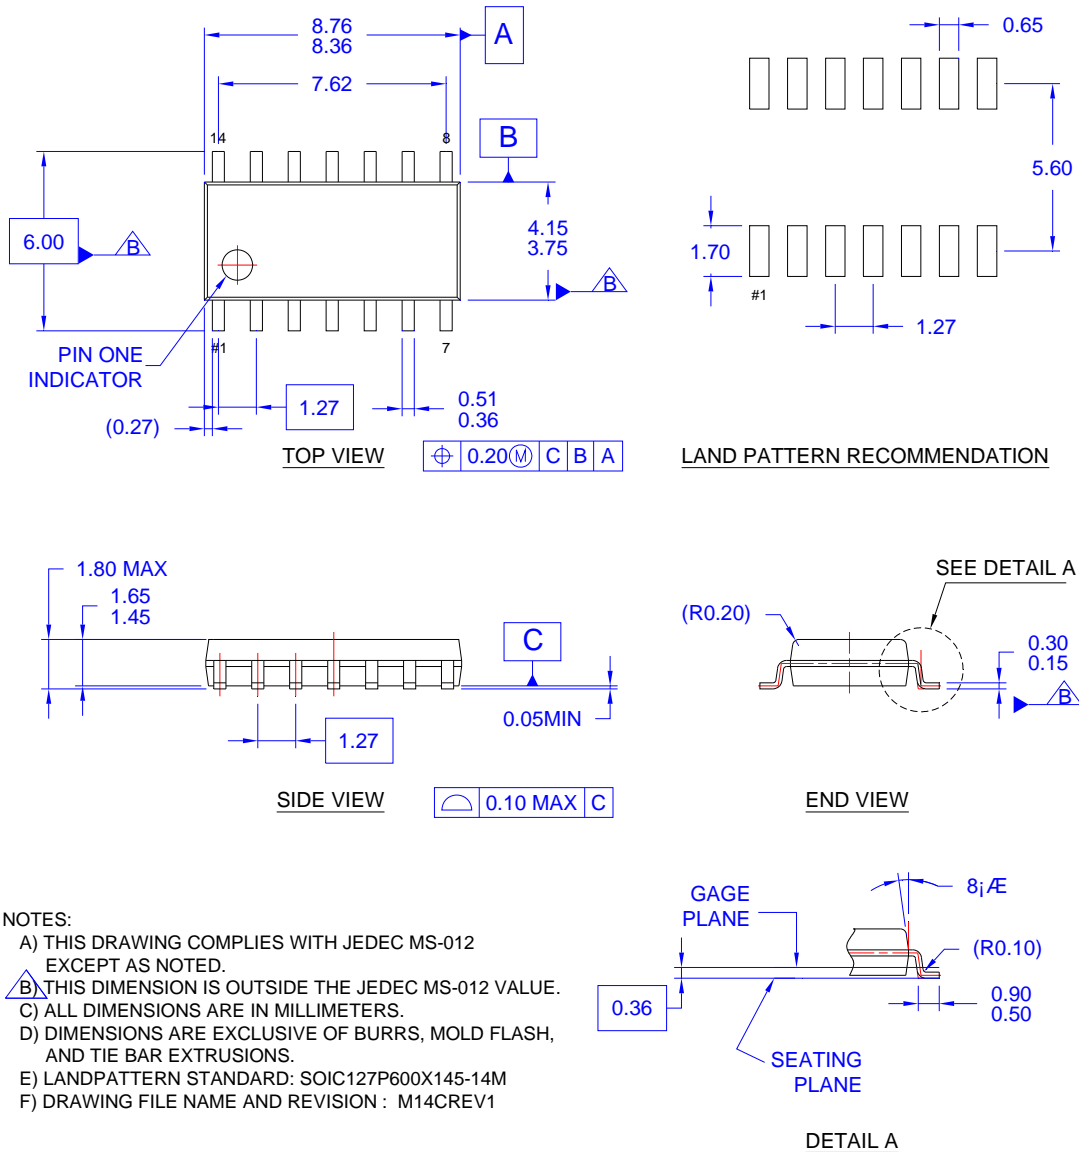 8.76
8.36
A
7.62
14
8
B
6.00
B
4.15
3.75
B
PIN ONE
INDICATOR
#1
7
1.27
0.51
0.36
(0.27)
TOP VIEW
0.20 Ⓜ C B A
0.65
5.60
1.70
#1
1.27
LAND PATTERN RECOMMENDATION
1.80 MAX
1.65
1.45
C
0.05MIN
1.27
SIDE VIEW
0.10 MAX C
SEE DETAIL A
(R0.20)
0.30
0.15
B
END VIEW
NOTES:
A) THIS DRAWING COMPLIES WITH JEDEC MS-012
EXCEPT AS NOTED.
B) THIS DIMENSION IS OUTSIDE THE JEDEC MS-012 VALUE.
C) ALL DIMENSIONS ARE IN MILLIMETERS.
D) DIMENSIONS ARE EXCLUSIVE OF BURRS, MOLD FLASH,
AND TIE BAR EXTRUSIONS.
E) LANDPATTERN STANDARD: SOIC127P600X145-14M
F) DRAWING FILE NAME AND REVISION : M14CREV1
GAGE
PLANE
8¡Æ
(R0.10)
0.36
0.90
0.50
SEATING
PLANE
DETAIL A